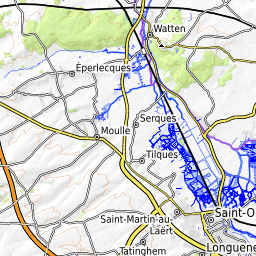 Watten
Éperlecques
Serques
Moulle
Tilques
Saint-Martin-au-
Laërt
Saint-O
Longuene
Tatinghem